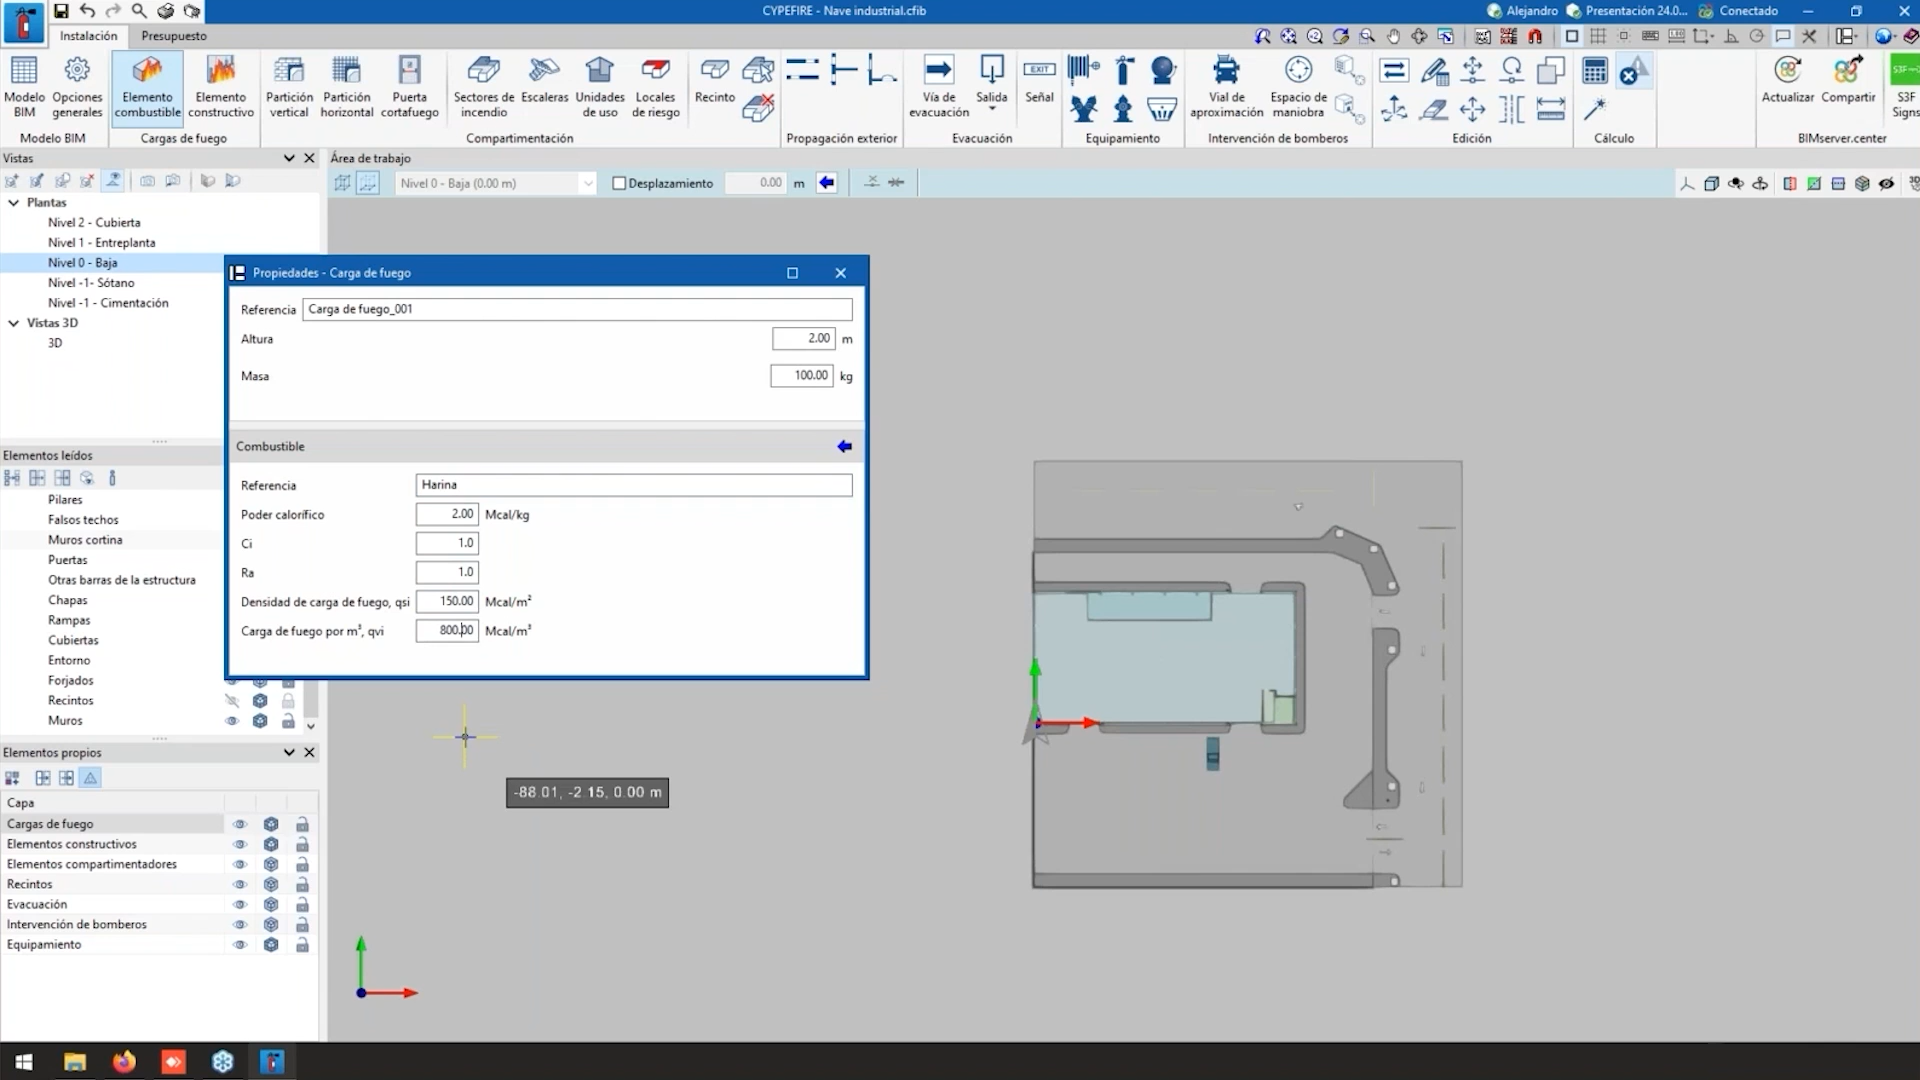 CYPEFIRE - Nave industrial.cfib
Alejandro
Presentación 24.0...
Conectado
Instalación
Presupuesto
Modelo BIM
Opciones generales
Elemento combustible
Elemento constructivo
Partición vertical
Partición horizontal
Puerta cortafuego
Sectores de incendio
Escaleras
Unidades de uso
Locales de riesgo
Recinto
Vía de evacuación
Salida
EXIT
Señal
Vial de aproximación
Espacio de maniobra
Actualizar
Compartir
S3F
S3F Signs
Modelo BIM
Cargas de fuego
Compartimentación
Propagación exterior
Evacuación
Equipamiento
Intervención de bomberos
Edición
Cálculo
BIMserver.center
Vistas
Área de trabajo
Nivel 0 - Baja (0.00 m)
Desplazamiento
0.00 m
Plantas
Nivel 2 - Cubierta
Nivel 1 - Entreplanta
Nivel 0 - Baja
Nivel -1- Sótano
Nivel -1 - Cimentación
Vistas 3D
3D
Propiedades - Carga de fuego
Referencia Carga de fuego_001
Altura 2.00 m
Masa 100.00 kg
Combustible
Referencia Harina
Poder calorífico 2.00 Mcal/kg
Ci 1.0
Ra 1.0
Densidad de carga de fuego, qsi 150.00 Mcal/m²
Carga de fuego por m³, qvi 800.00 Mcal/m³
Elementos leídos
Pilares
Falsos techos
Muros cortina
Puertas
Otras barras de la estructura
Chapas
Rampas
Cubiertas
Entorno
Forjados
Recintos
Muros
-88.01, -2.15, 0.00 m
Elementos propios
Capa
Cargas de fuego
Elementos constructivos
Elementos compartimentadores
Recintos
Evacuación
Intervención de bomberos
Equipamiento